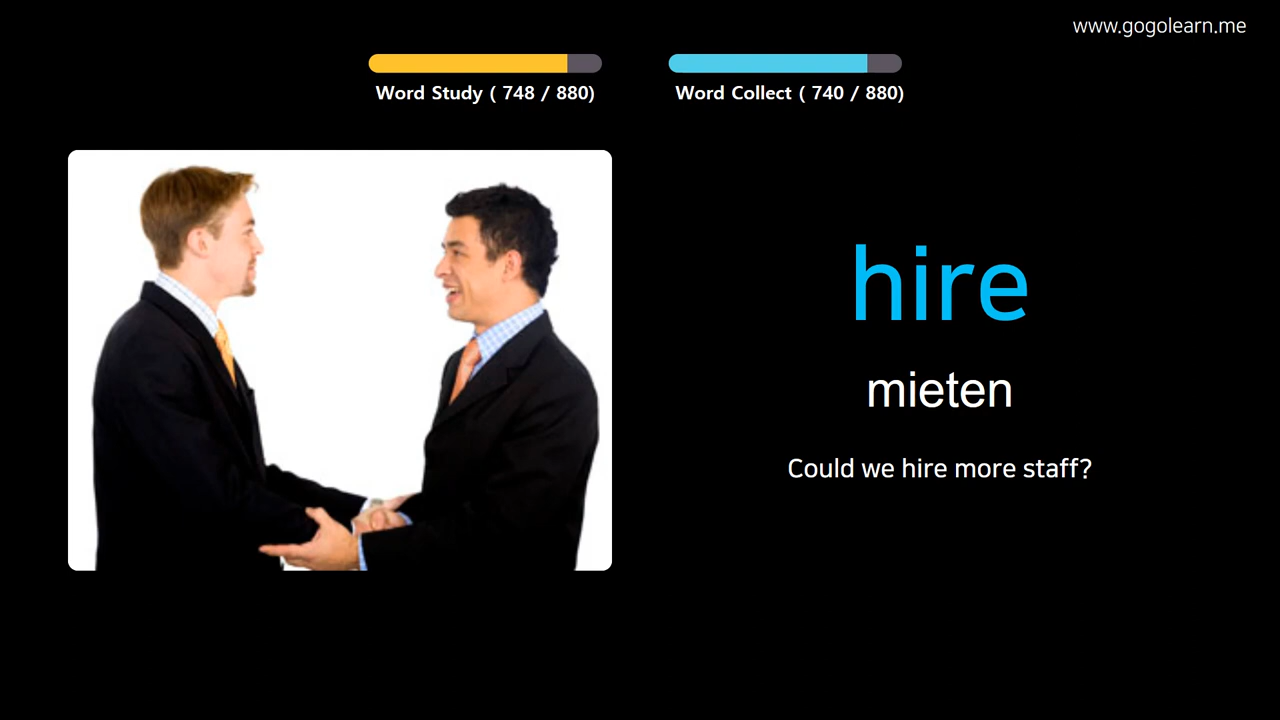 www.gogolearn.me
Word Study ( 748 / 880)
Word Collect ( 740 / 880)
hire
mieten
Could we hire more staff?